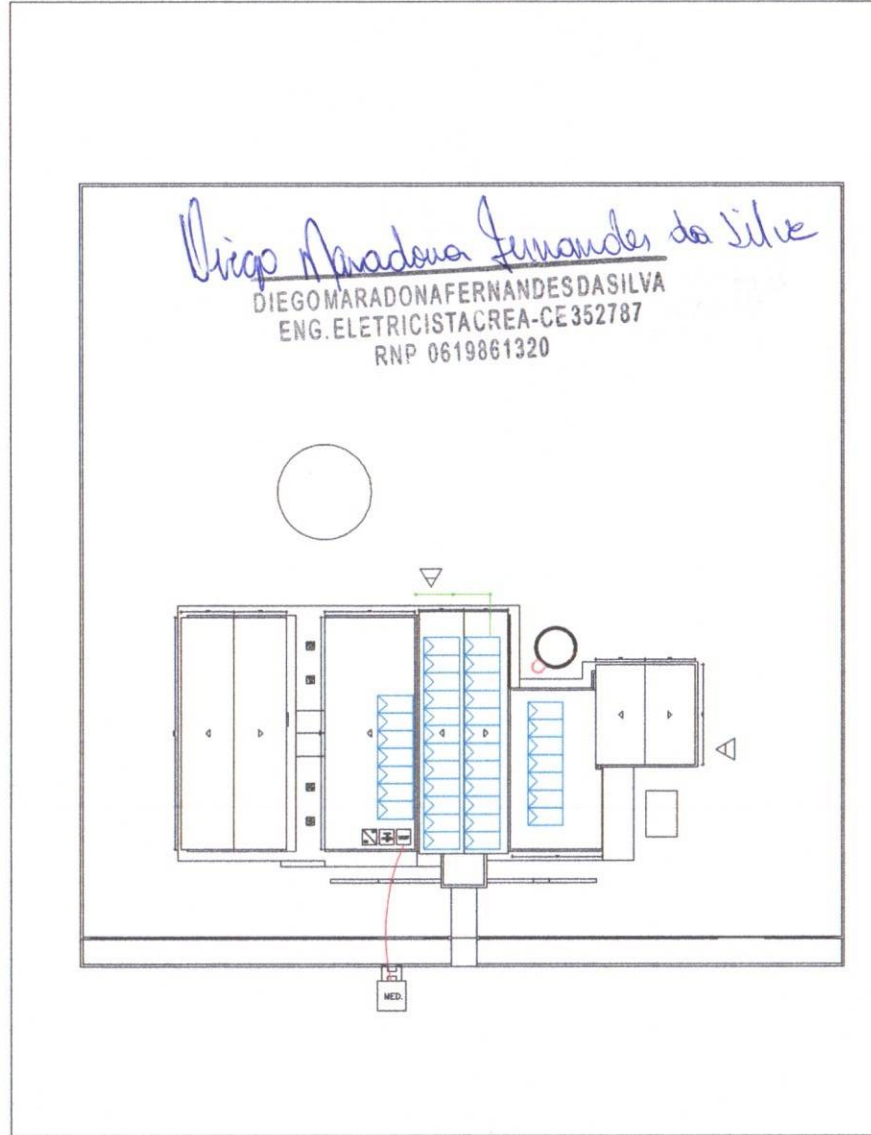 Diego Maradona Fernandes da Silva
DIEGOMARADONAFERNANDESDASILVA
ENG.ELETRICISTACREA-CE352787
RNP 0619861320
MED.